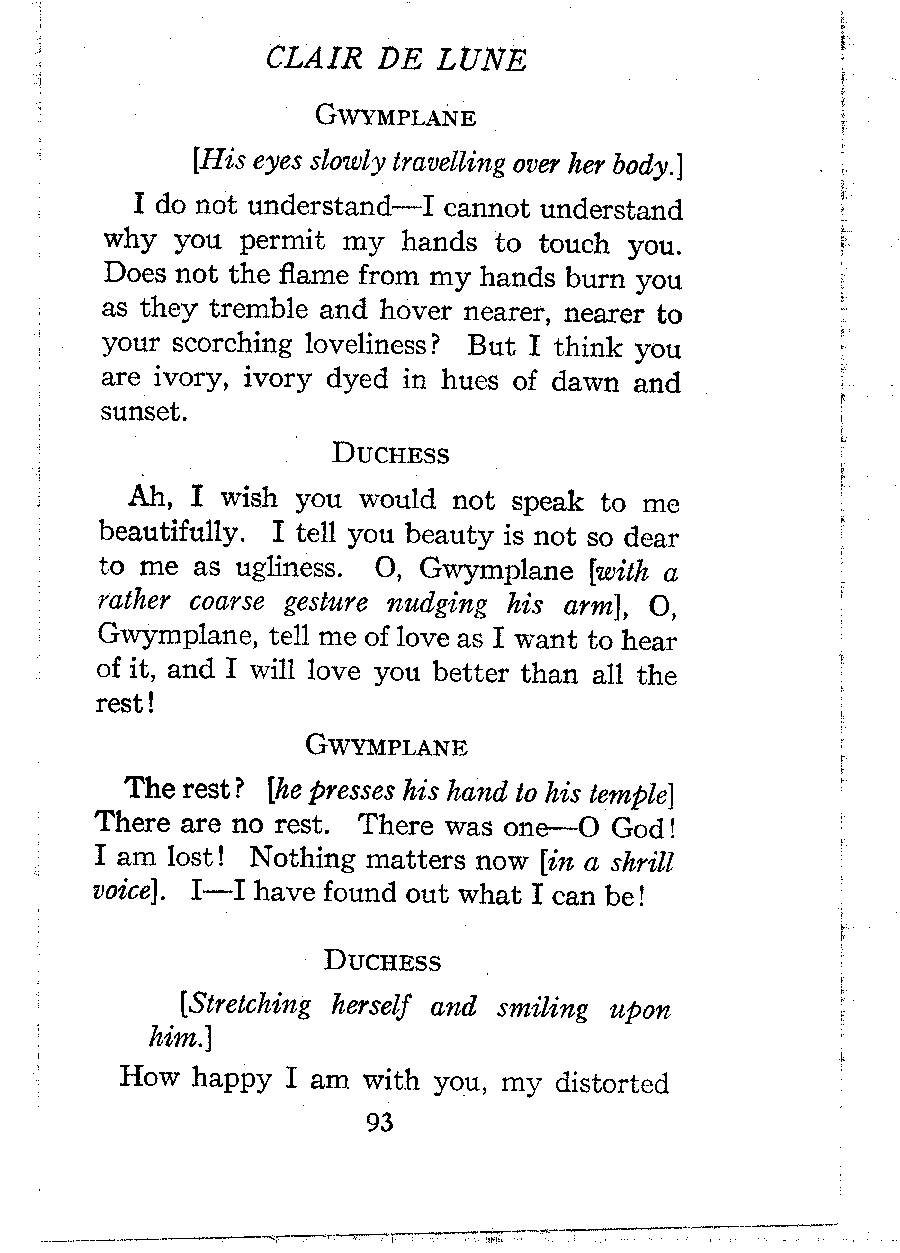 CLAIR DE LUNE
GWYMPLANE
[His eyes slowly travelling over her body.]
I do not understand—I cannot understand
why you permit my hands to touch you.
Does not the flame from my hands burn you
as they tremble and hover nearer, nearer to
your scorching loveliness? But I think you
are ivory, ivory dyed in hues of dawn and
sunset.
DUCHESS
Ah, I wish you would not speak to me
beautifully. I tell you beauty is not so dear
to me as ugliness. O, Gwymplane [with a
rather coarse gesture nudging his arm], O,
Gwymplane, tell me of love as I want to hear
of it, and I will love you better than all the
rest!
GWYMPLANE
The rest? [he presses his hand to his temple]
There are no rest. There was one—O God!
I am lost! Nothing matters now [in a shrill
voice]. I—I have found out what I can be!
DUCHESS
[Stretching herself and smiling upon
him.]
How happy I am with you, my distorted
93